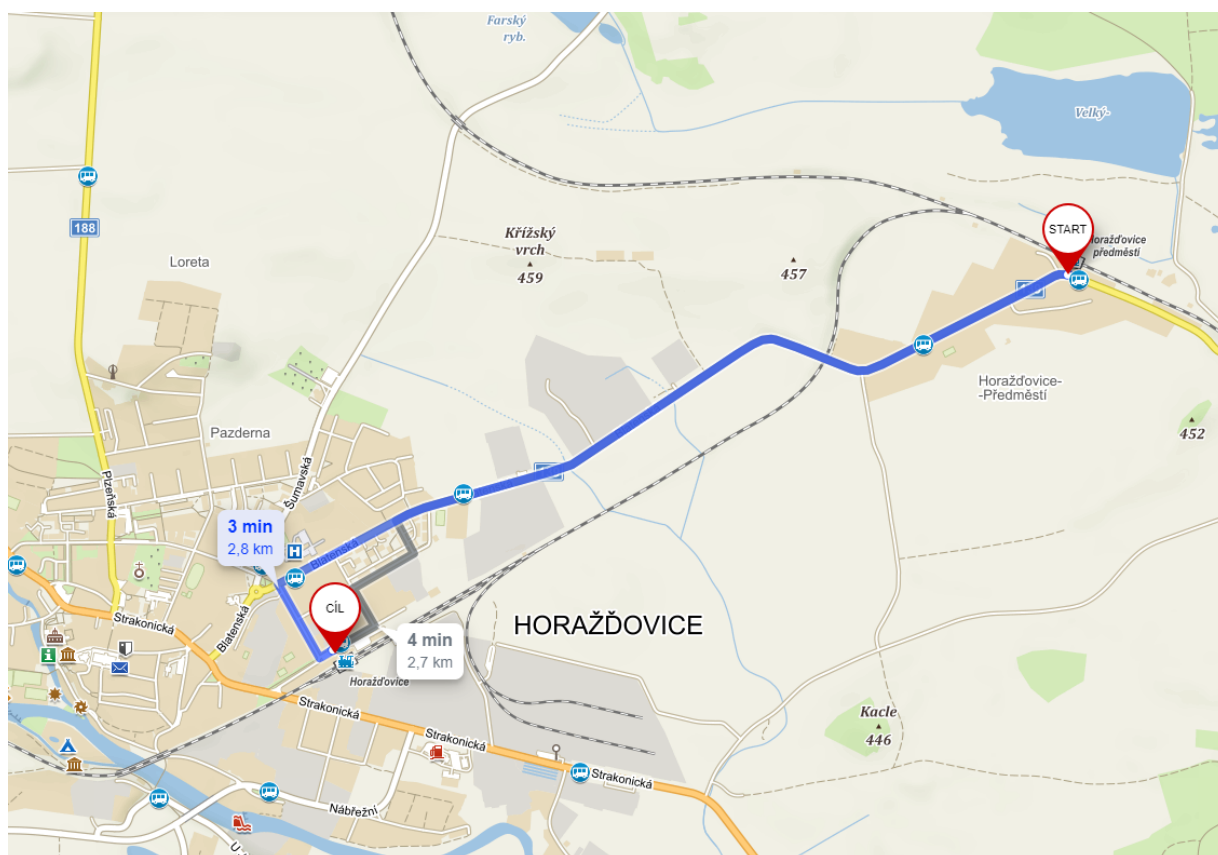 Farský
ryb.
Velký-
188
START
Horažďovice
předměstí
Křížský
vrch
459
457
Loreta
Horažďovice-
-Předměstí
452
Pazderna
Plzeňská
Šumavská
3 min
2,8 km
H
Blatenská
CÍL
Strakonická
Blatenská
HORAŽĎOVICE
4 min
2,7 km
i
Horažďovice
Kacle
446
Strakonická
Strakonická
Strakonická
Nábřežní